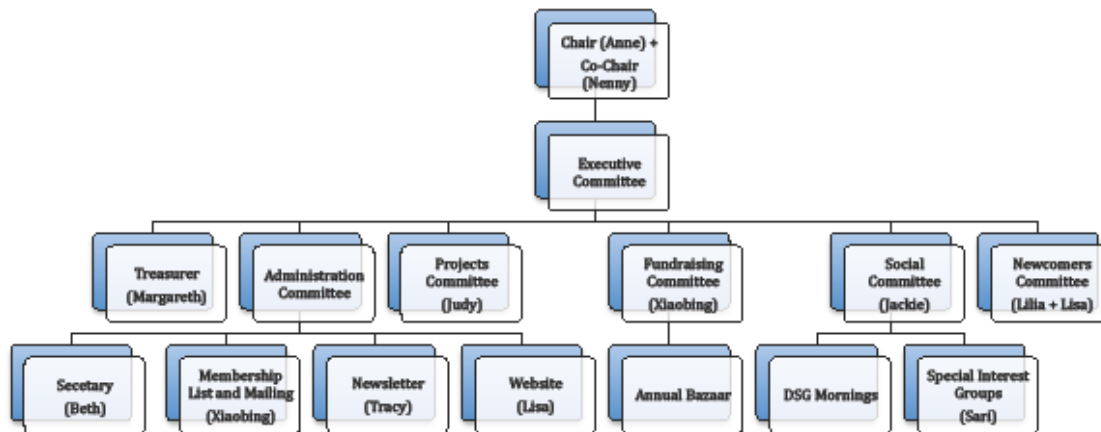 Chair (Anne) +
Co-Chair
(Nenny)
Executive
Committee
Treasurer
(Margareth)
Administration
Committee
Projects
Committee
(Judy)
Fundraising
Committee
(Xiaobing)
Social
Committee
(Jackie)
Newcomers
Committee
(Lilia + Lisa)
Secetary
(Beth)
Membership
List and Mailing
(Xiaobing)
Newsletter
(Tracy)
Website
(Lisa)
Annual Bazaar
DSG Mornings
Special Interest
Groups
(Sari)